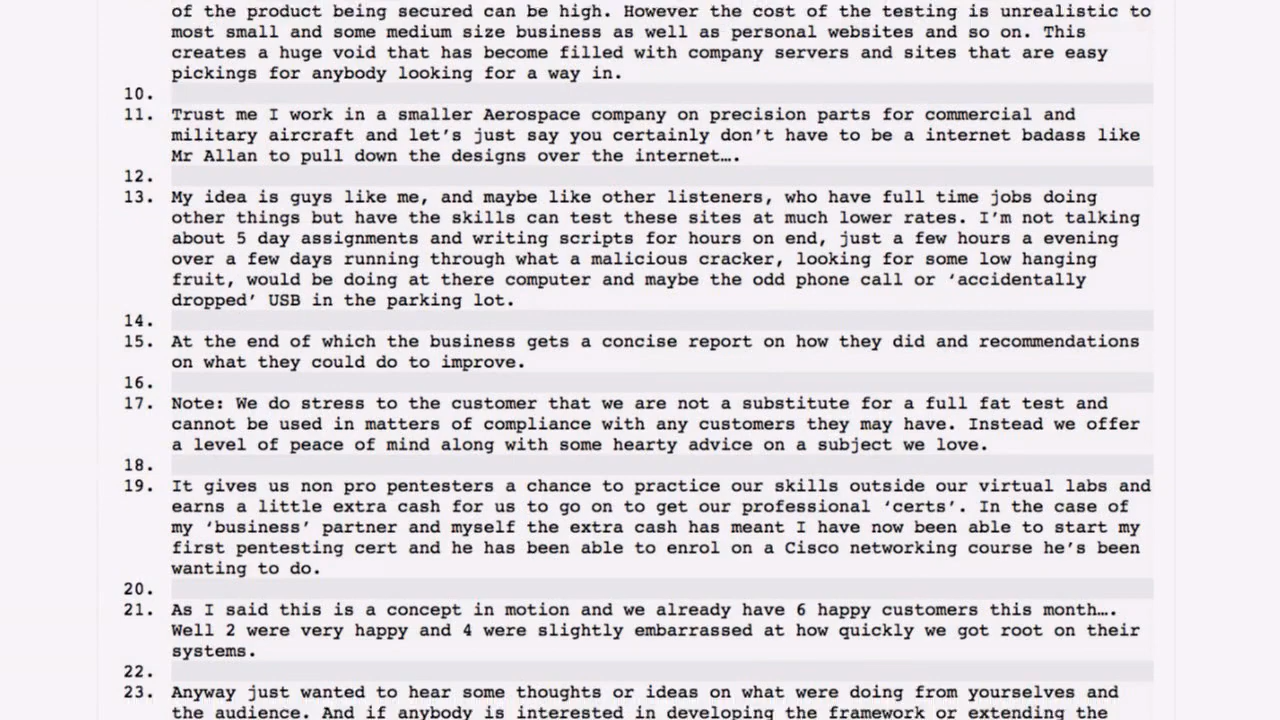 of the product being secured can be high. However the cost of the testing is unrealistic to
most small and some medium size business as well as personal websites and so on. This
creates a huge void that has become filled with company servers and sites that are easy
pickings for anybody looking for a way in.
10.
11. Trust me I work in a smaller Aerospace company on precision parts for commercial and
military aircraft and let’s just say you certainly don’t have to be a internet badass like
Mr Allan to pull down the designs over the internet….
12.
13. My idea is guys like me, and maybe like other listeners, who have full time jobs doing
other things but have the skills can test these sites at much lower rates. I’m not talking
about 5 day assignments and writing scripts for hours on end, just a few hours a evening
over a few days running through what a malicious cracker, looking for some low hanging
fruit, would be doing at there computer and maybe the odd phone call or ‘accidentally
dropped’ USB in the parking lot.
14.
15. At the end of which the business gets a concise report on how they did and recommendations
on what they could do to improve.
16.
17. Note: We do stress to the customer that we are not a substitute for a full fat test and
cannot be used in matters of compliance with any customers they may have. Instead we offer
a level of peace of mind along with some hearty advice on a subject we love.
18.
19. It gives us non pro pentesters a chance to practice our skills outside our virtual labs and
earns a little extra cash for us to go on to get our professional ‘certs’. In the case of
my ‘business’ partner and myself the extra cash has meant I have now been able to start my
first pentesting cert and he has been able to enrol on a Cisco networking course he’s been
wanting to do.
20.
21. As I said this is a concept in motion and we already have 6 happy customers this month….
Well 2 were very happy and 4 were slightly embarrassed at how quickly we got root on their
systems.
22.
23. Anyway just wanted to hear some thoughts or ideas on what were doing from yourselves and
the audience. And if anybody is interested in developing the framework or extending the